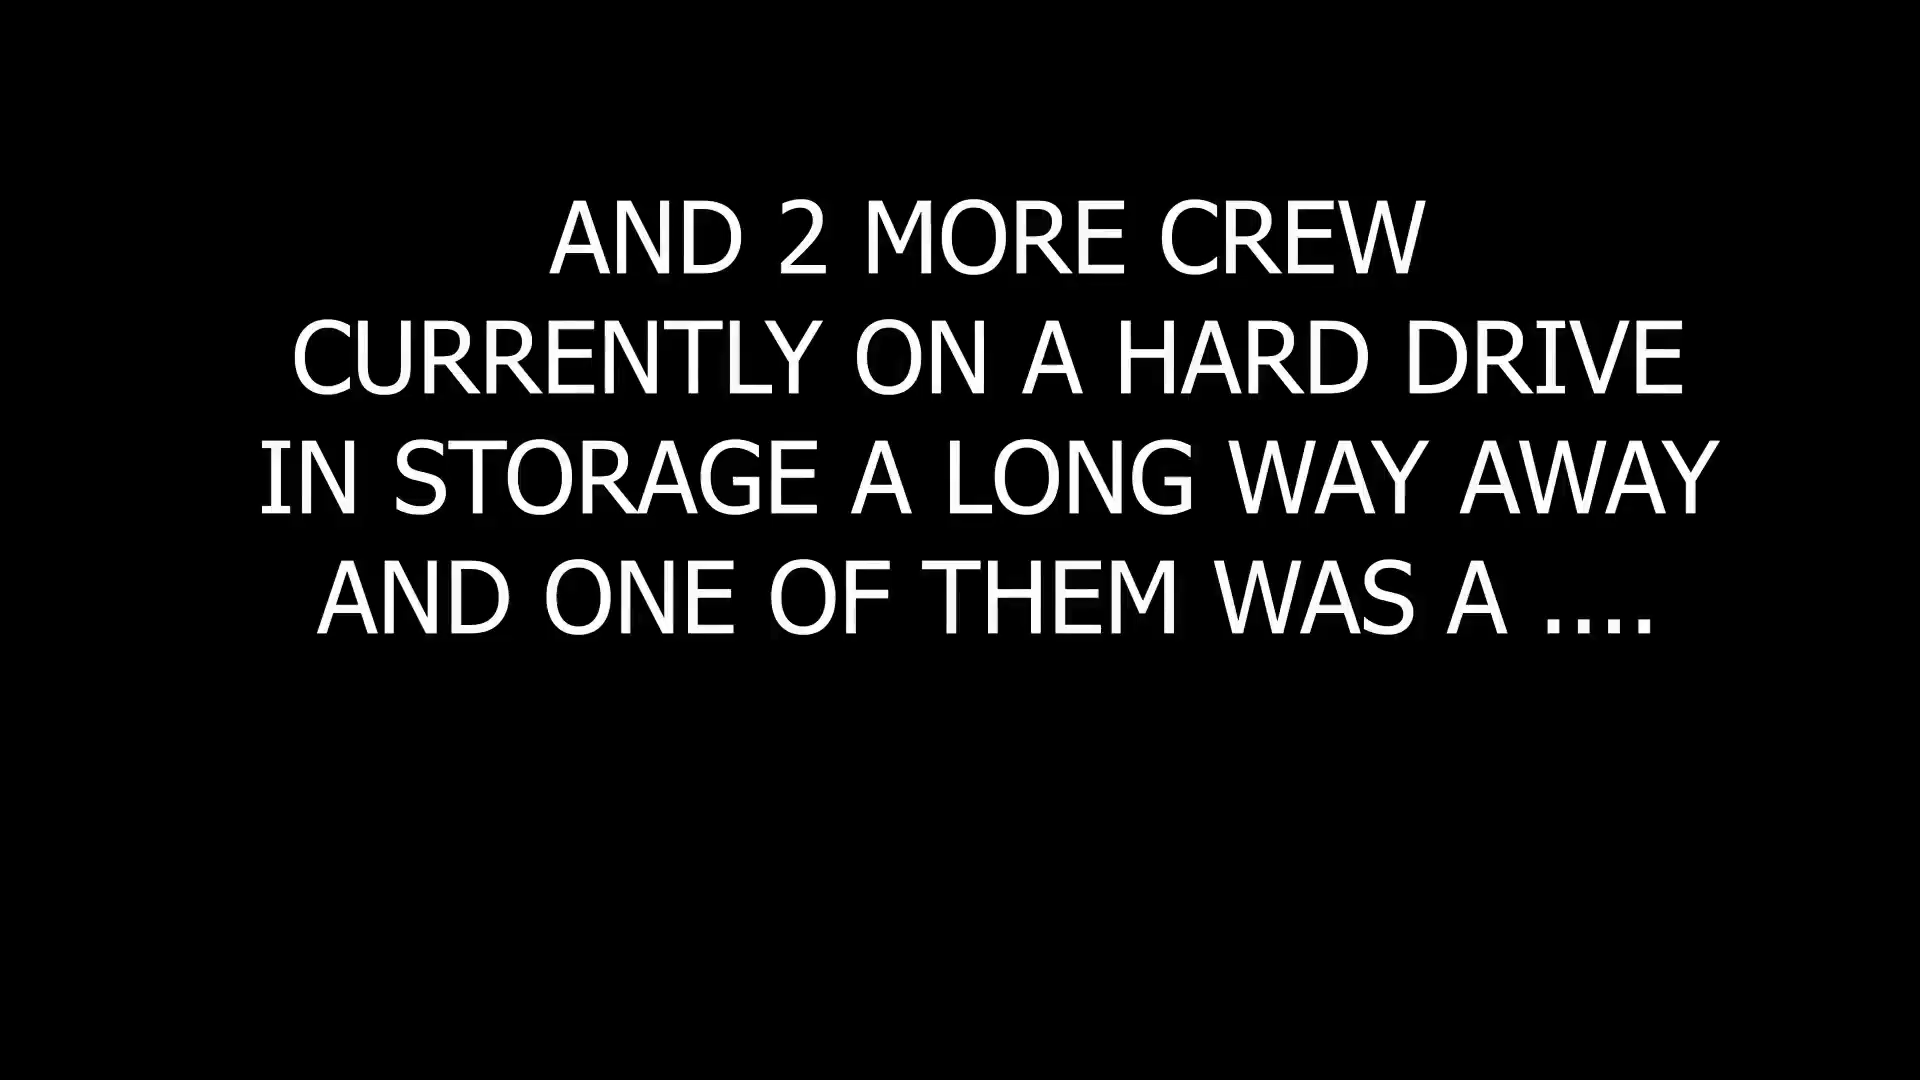 AND 2 MORE CREW
CURRENTLY ON A HARD DRIVE
IN STORAGE A LONG WAY AWAY
AND ONE OF THEM WAS A ....